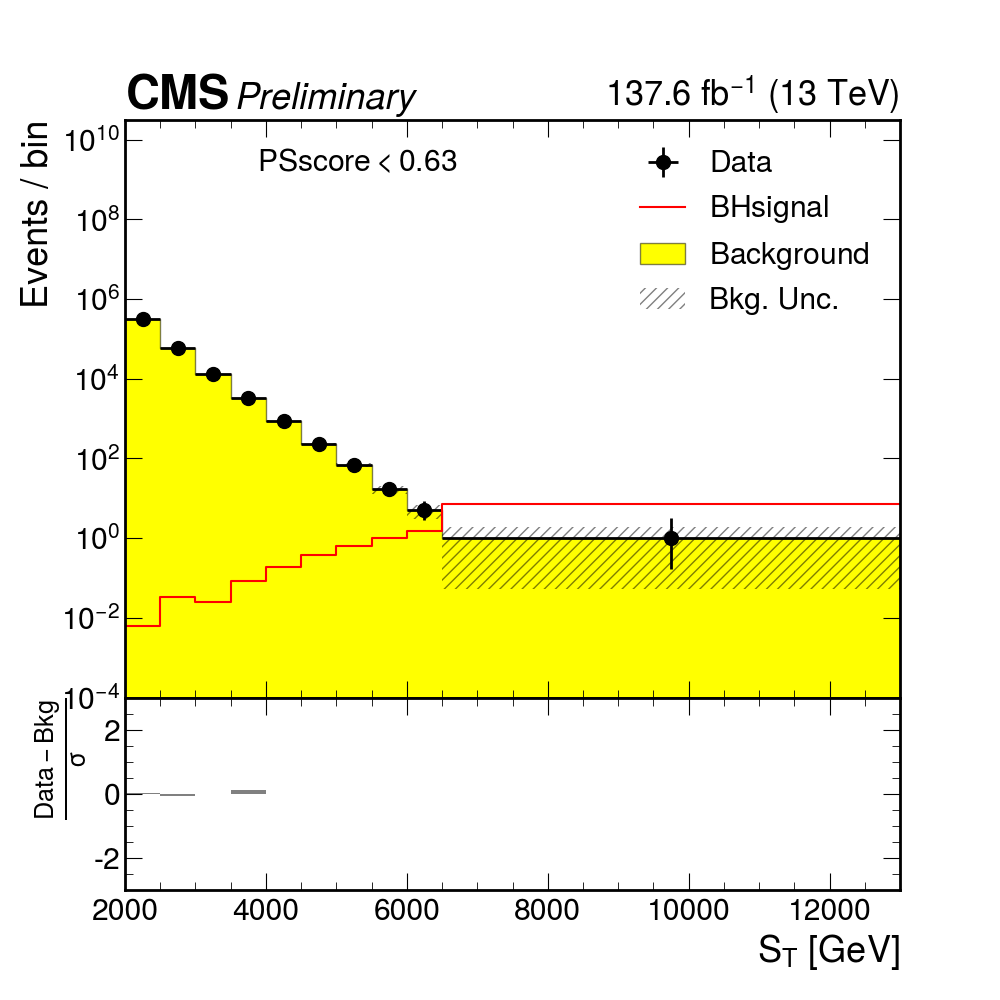 CMS Preliminary 137.6 fb⁻¹ (13 TeV)
Events / bin
10¹⁰
10⁸
10⁶
10⁴
10²
10⁰
10⁻²
10⁻⁴
PSscore < 0.63
Data
BHsignal
Background
Bkg. Unc.
Data − Bkg
σ
2
0
-2
2000 4000 6000 8000 10000 12000
S_T [GeV]